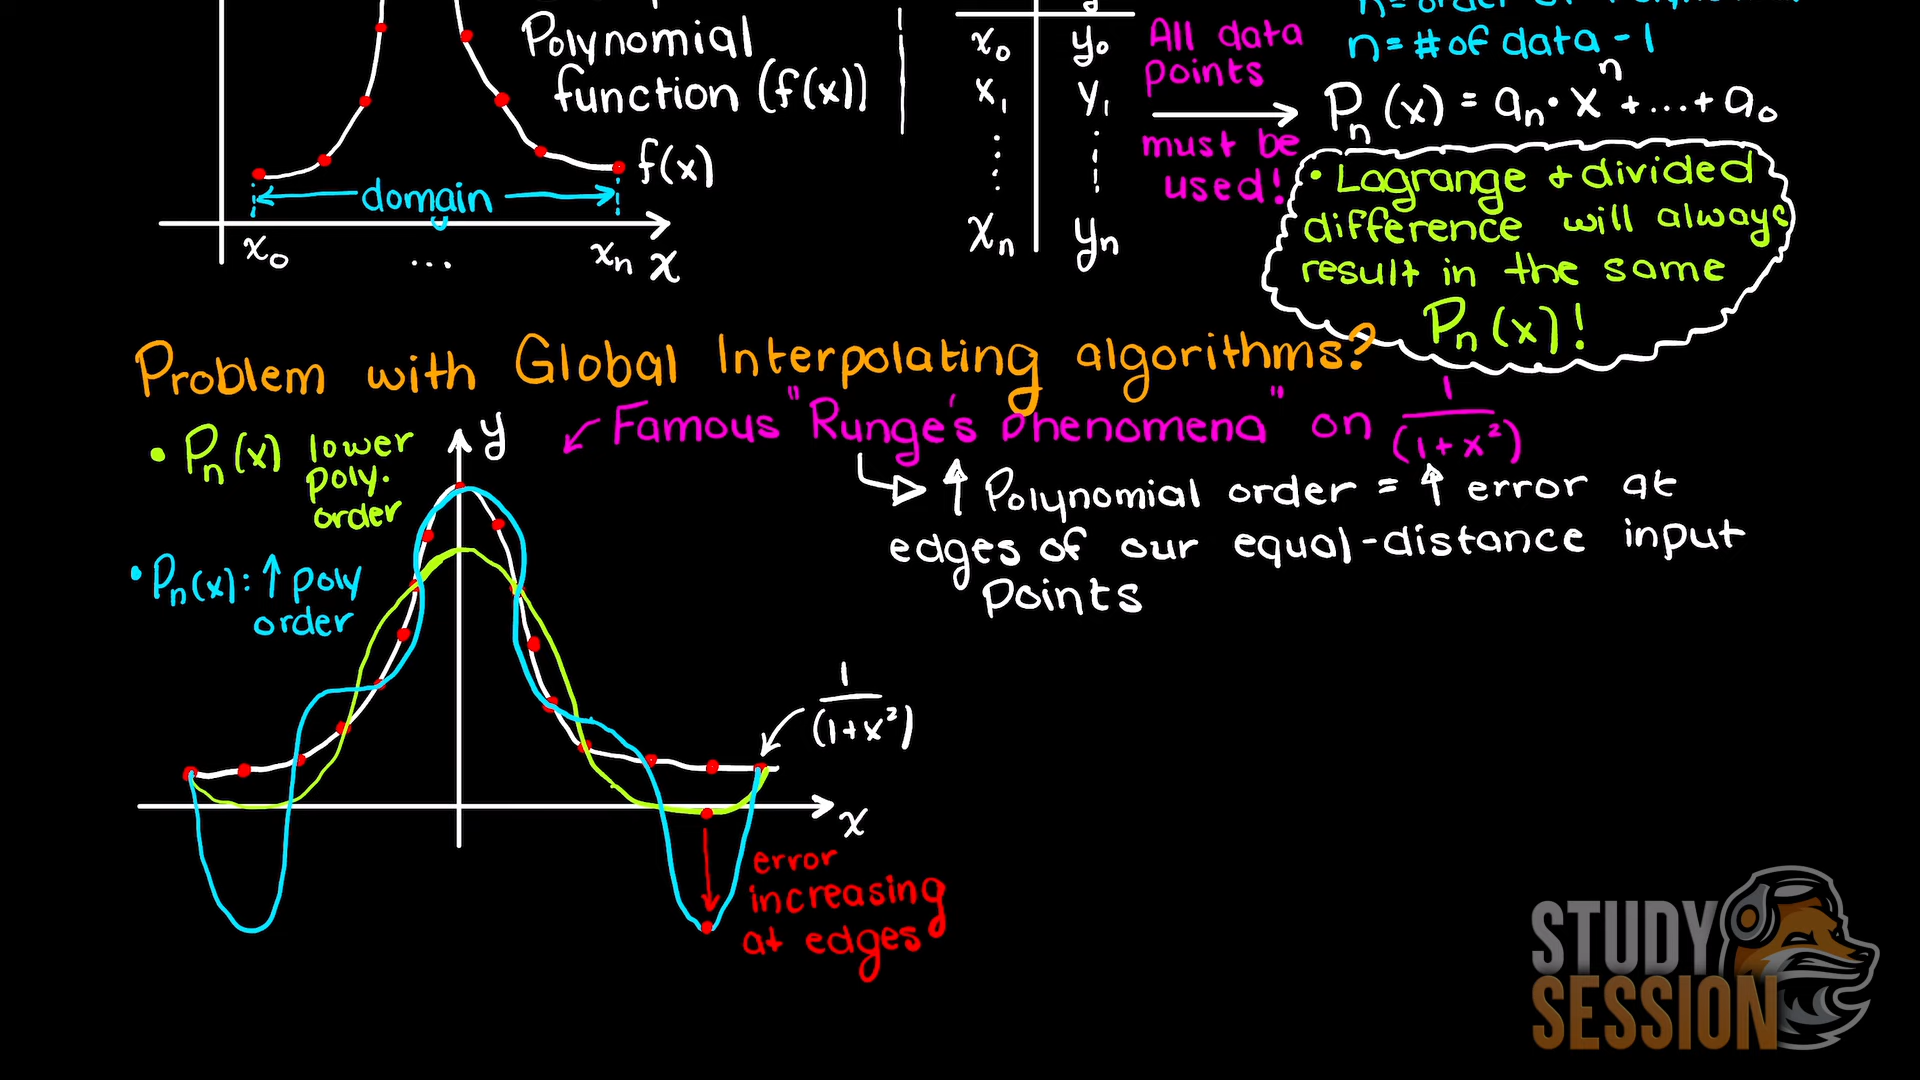 Polynomial
function (f(x))
f(x)
domain
x₀ ... xₙ x
y
x₀ y₀
x₁ y₁
xₙ yₙ
All data
points
must be
used!
n = # of data - 1
Pₙ(x) = aₙ·xⁿ + ... + a₀
• Lagrange + divided
difference will always
result in the same
Pₙ(x)!
Problem with Global Interpolating algorithms?
Famous "Runge's phenomena" on 1/(1+x²)
↑ Polynomial order = ↑ error at
edges of our equal-distance input
points
• Pₙ(x) lower
poly.
order
• Pₙ(x): ↑ poly
order
y
1/(1+x²)
x
error
increasing
at edges
STUDY
SESSION